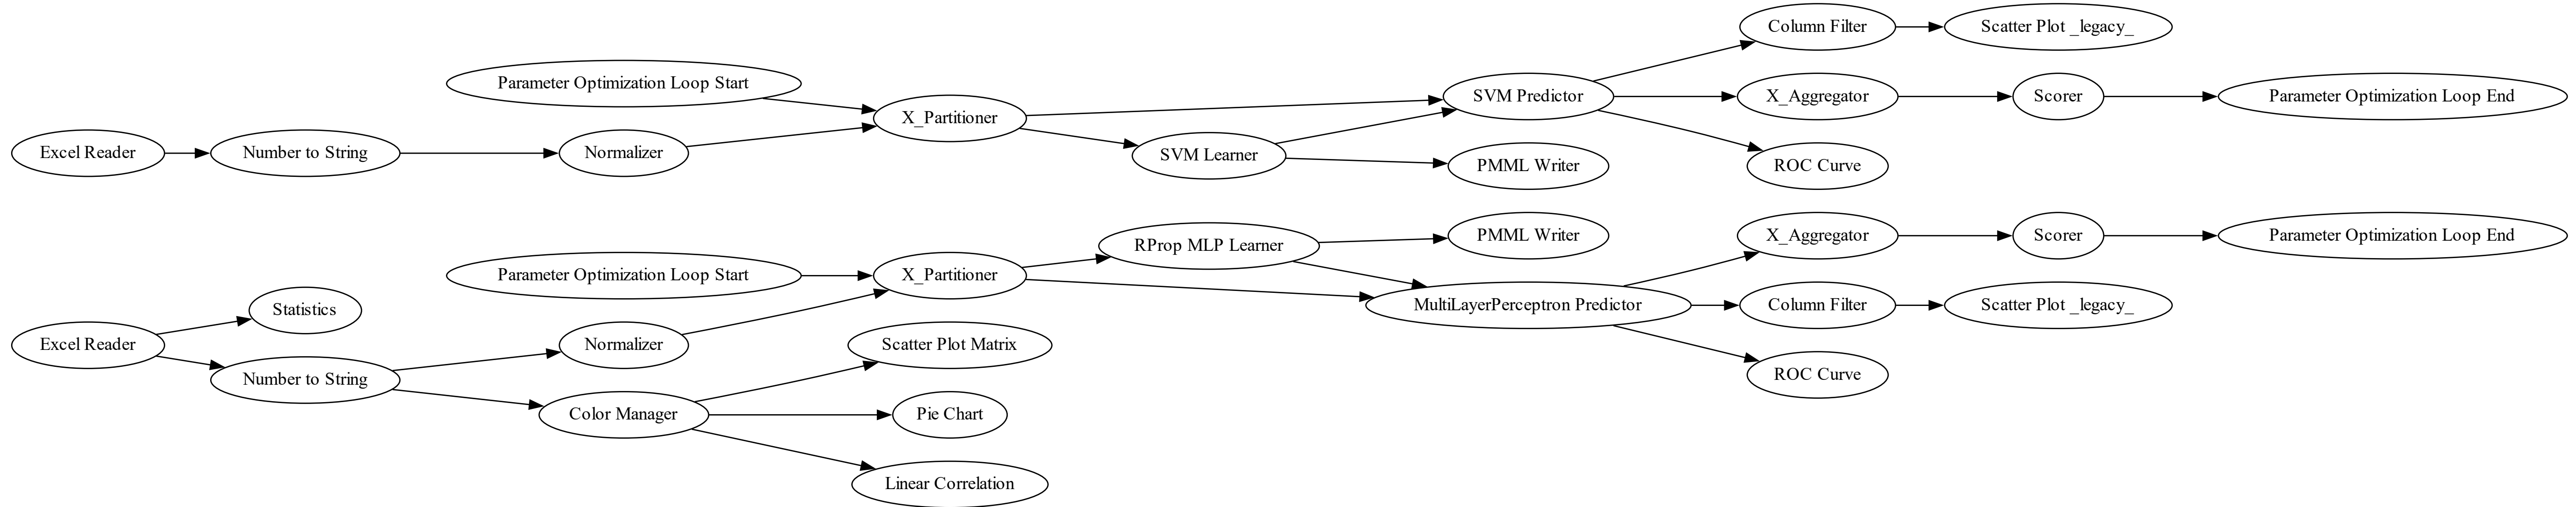 Column Filter
Scatter Plot _legacy_
Parameter Optimization Loop Start
SVM Predictor
X_Aggregator
Scorer
Parameter Optimization Loop End
X_Partitioner
Excel Reader
Number to String
Normalizer
SVM Learner
PMML Writer
ROC Curve
RProp MLP Learner
PMML Writer
X_Aggregator
Scorer
Parameter Optimization Loop End
Parameter Optimization Loop Start
X_Partitioner
Statistics
MultiLayerPerceptron Predictor
Column Filter
Scatter Plot _legacy_
Excel Reader
Normalizer
Scatter Plot Matrix
Number to String
ROC Curve
Color Manager
Pie Chart
Linear Correlation